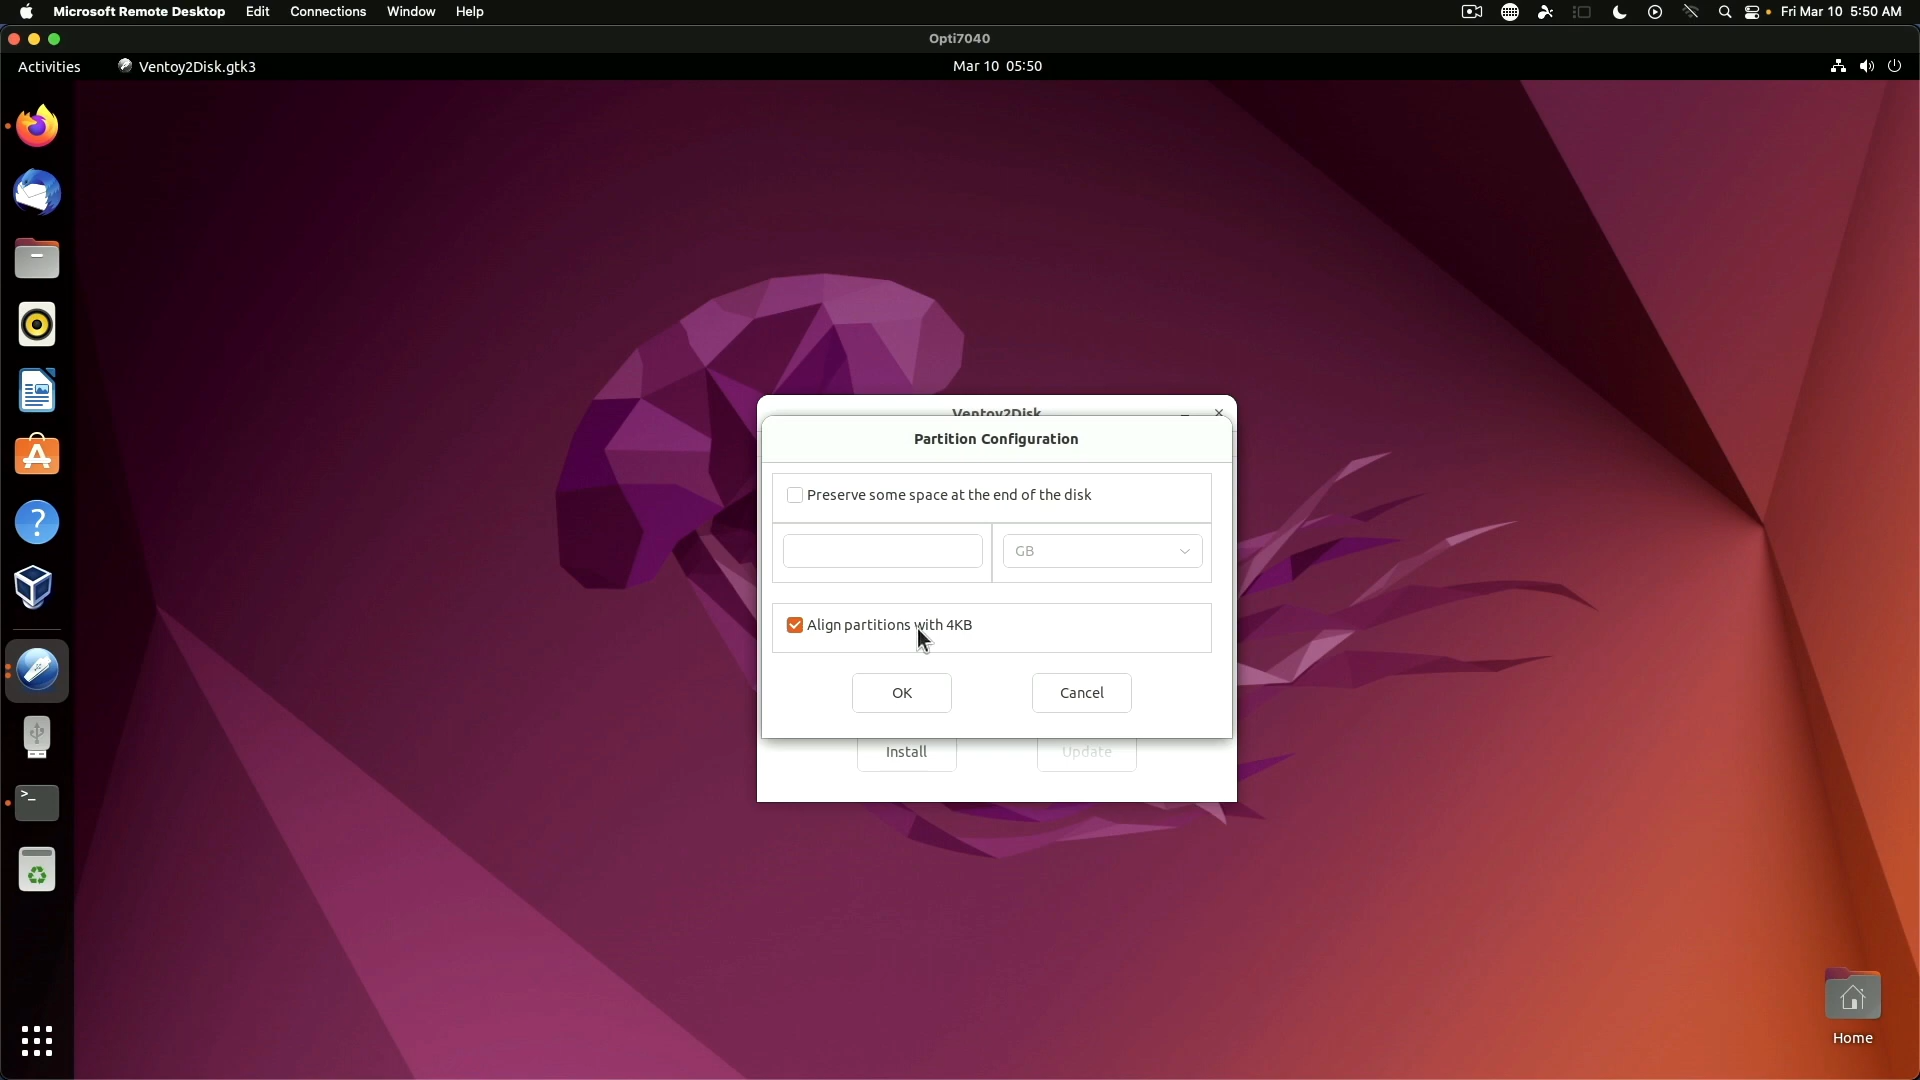 Microsoft Remote Desktop Edit Connections Window Help Fri Mar 10 5:50 AM
Opti7040
Activities Ventoy2Disk.gtk3 Mar 10 05:50
Ventoy2Disk
Partition Configuration
Preserve some space at the end of the disk
GB
Align partitions with 4KB
OK Cancel
Install Update
Home